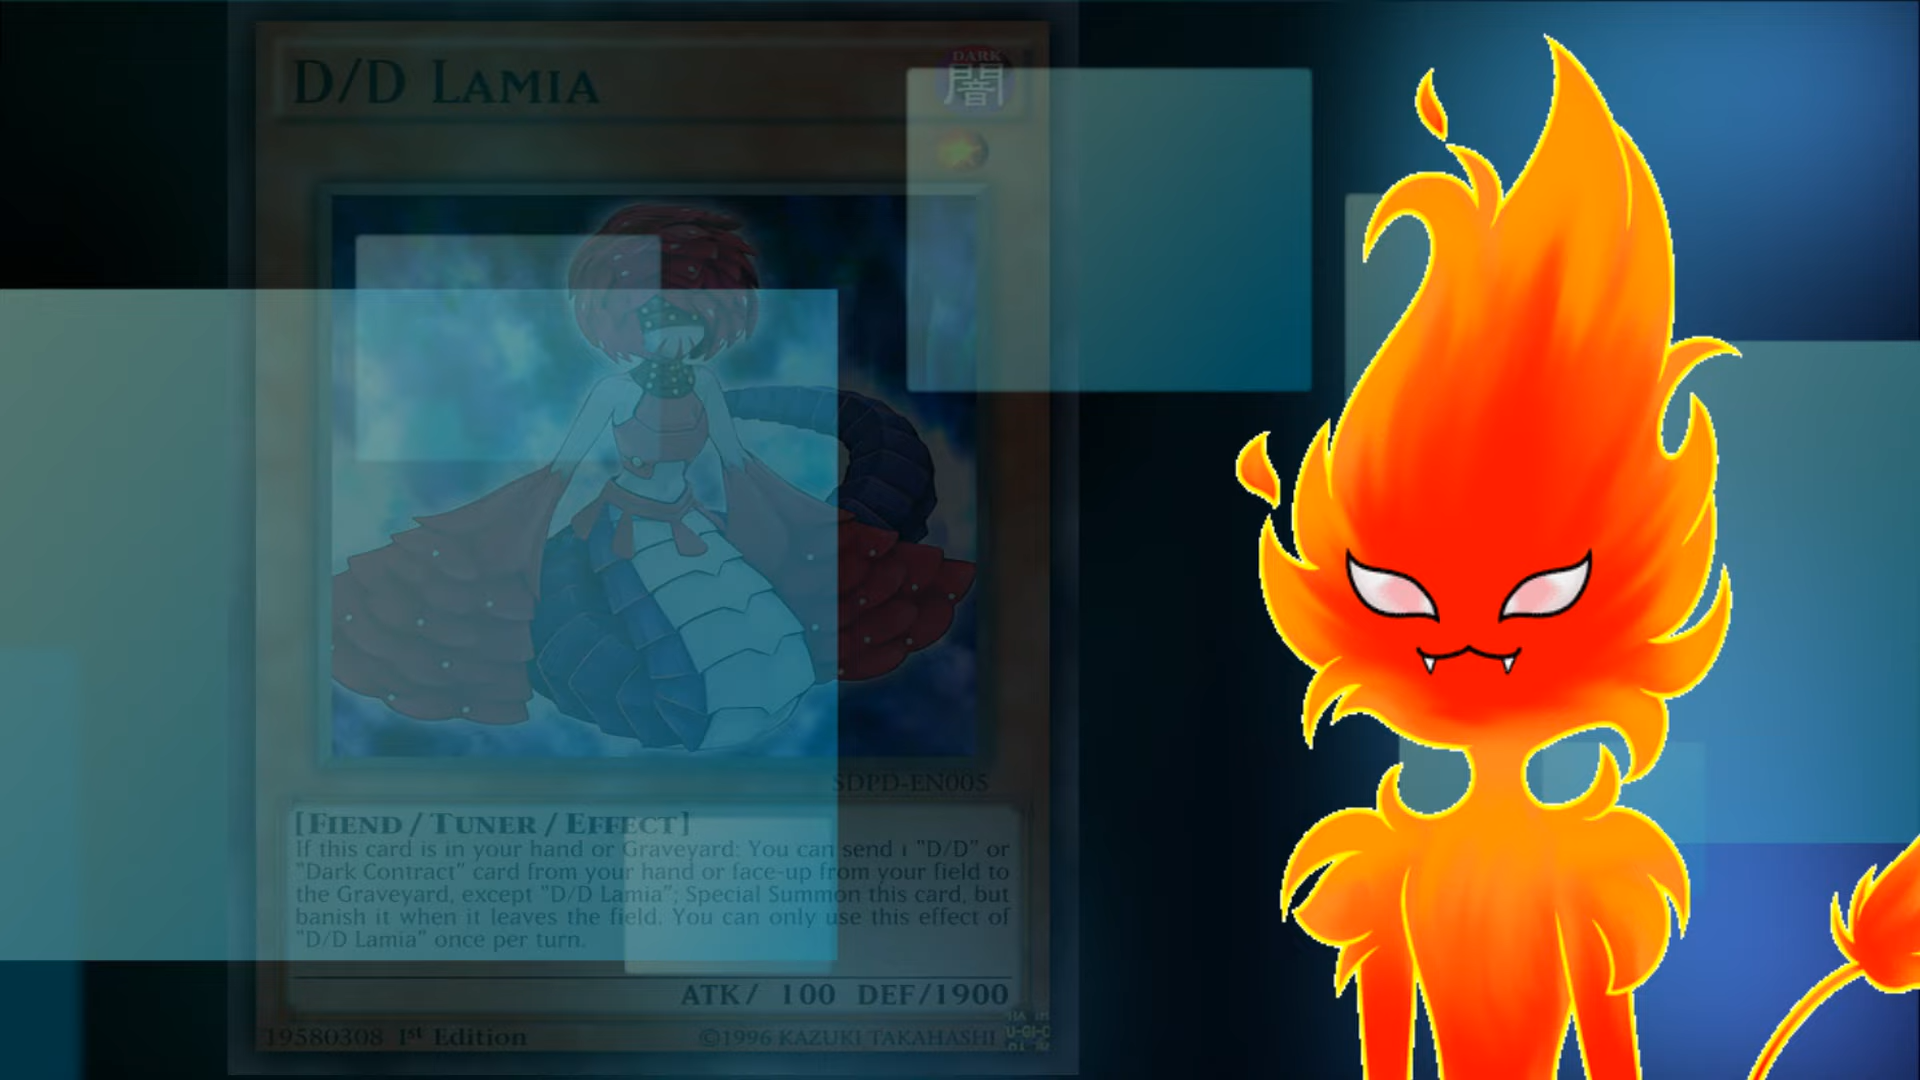 D/D LAMIA
DARK
闇
SDPD-EN005
[FIEND / TUNER / EFFECT]
If this card is in your hand or Graveyard: You can send 1 "D/D" or
"Dark Contract" card from your hand or face-up from your field to
the Graveyard, except "D/D Lamia"; Special Summon this card, but
banish it when it leaves the field. You can only use this effect of
"D/D Lamia" once per turn.
ATK/ 100 DEF/1900
19580308 1st Edition ©1996 KAZUKI TAKAHASHI